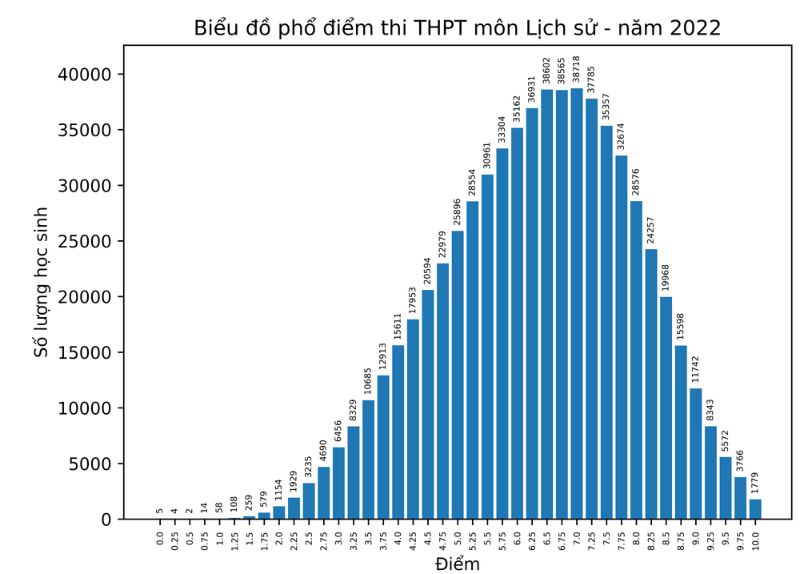 Biểu đồ phổ điểm thi THPT môn Lịch sử - năm 2022
Số lượng học sinh
40000
35000
30000
25000
20000
15000
10000
5000
0
5 4 2 14 58 108 259 579 1154 1929 3235 4690 6456 8329 10685 12913 15611 17953 20594 22979 25896 28554 30961 33304 35162 36931 38602 38565 38718 37785 35357 32674 28576 24257 19968 15598 11742 8343 5572 3766 1779
0.0 0.25 0.5 0.75 1.0 1.25 1.5 1.75 2.0 2.25 2.5 2.75 3.0 3.25 3.5 3.75 4.0 4.25 4.5 4.75 5.0 5.25 5.5 5.75 6.0 6.25 6.5 6.75 7.0 7.25 7.5 7.75 8.0 8.25 8.5 8.75 9.0 9.25 9.5 9.75 10.0
Điểm